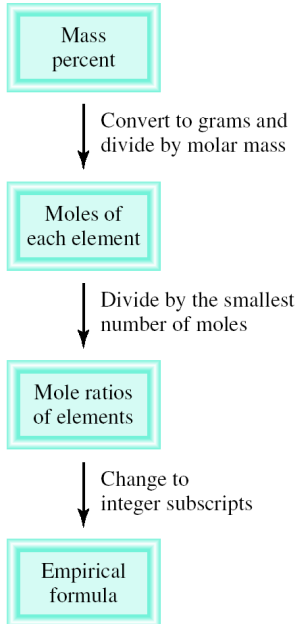 Mass
percent
Convert to grams and
divide by molar mass
Moles of
each element
Divide by the smallest
number of moles
Mole ratios
of elements
Change to
integer subscripts
Empirical
formula